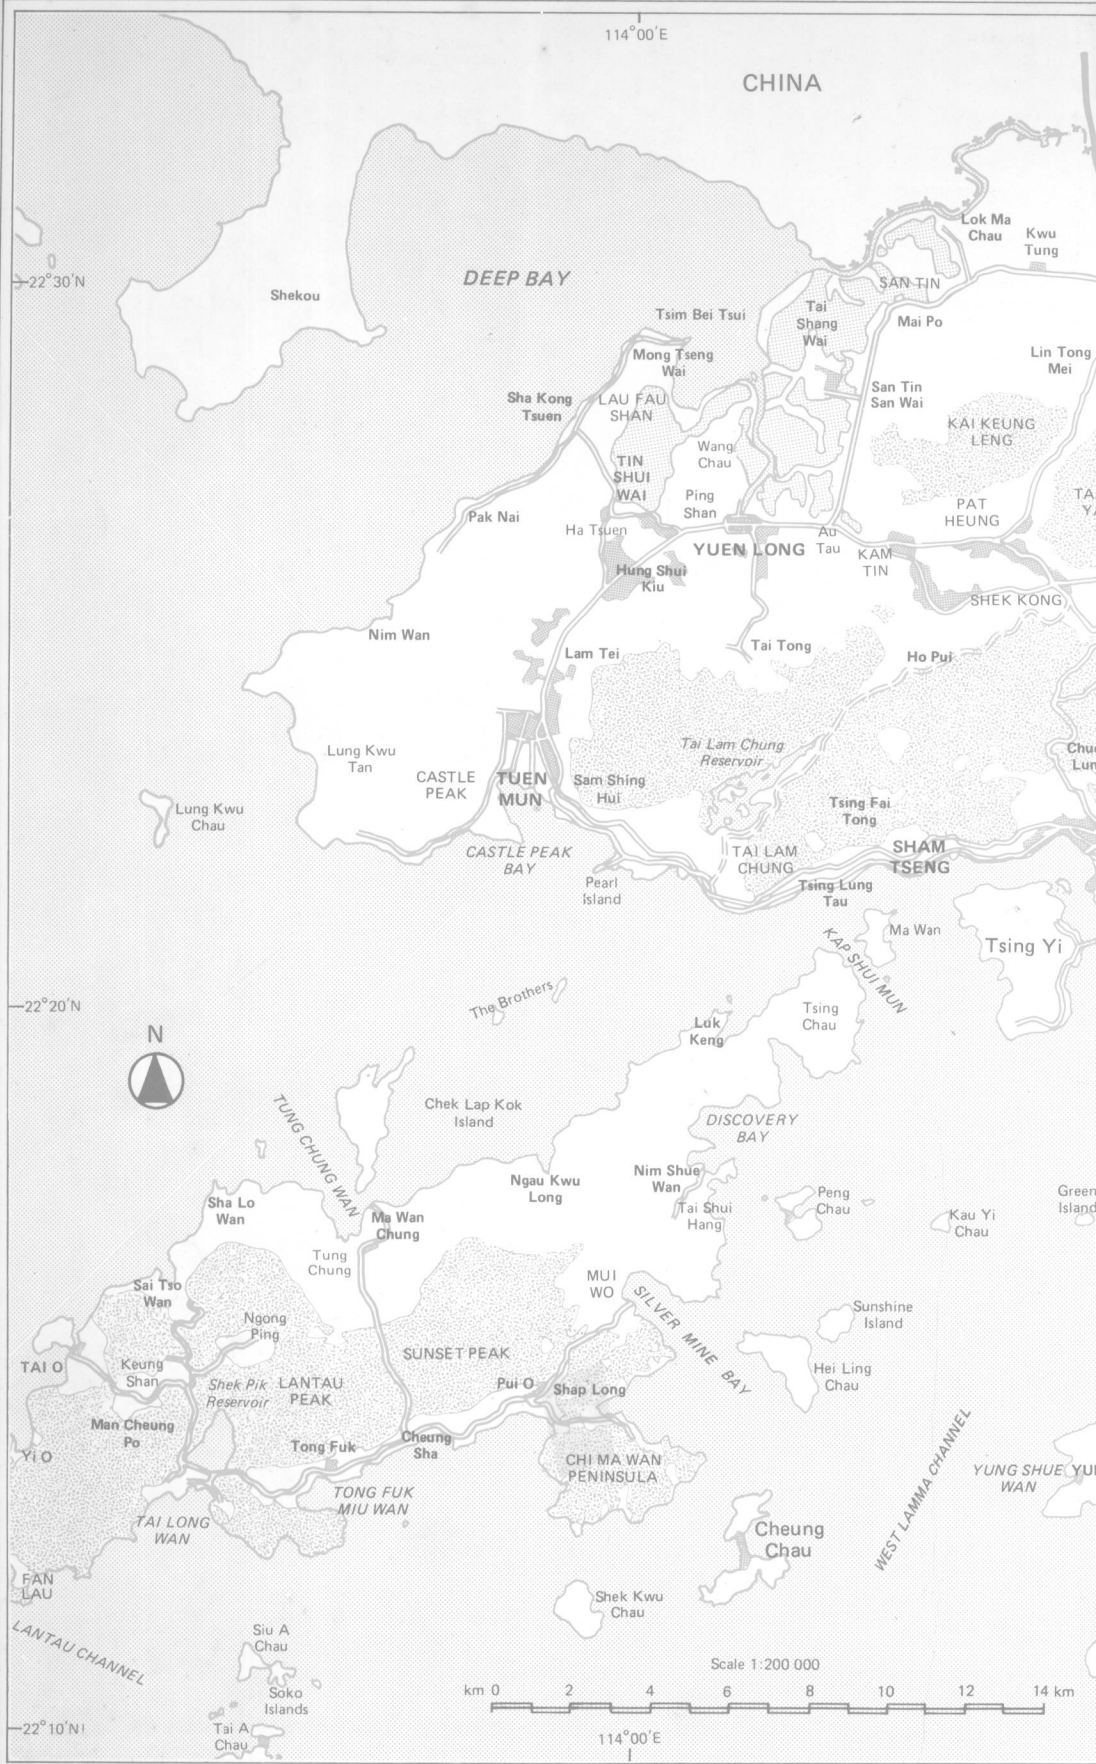 114°00′E
CHINA
Lok Ma
Chau
Kwu
Tung
22°30′N
DEEP BAY
SAN TIN
Shekou
Tsim Bei Tsui
Tai
Shang
Wai
Mai Po
Mong Tseng
Wai
Lin Tong
Mei
Sha Kong
Tsuen
LAU FAU
SHAN
San Tin
San Wai
KAI KEUNG
LENG
Wang
Chau
TIN
SHUI
WAI
Ping
Shan
PAT
HEUNG
TA
YA
Pak Nai
Ha Tsuen
YUEN LONG
Au
Tau
KAM
TIN
Hung Shui
Kiu
SHEK KONG
Nim Wan
Lam Tei
Tai Tong
Ho Pui
Lung Kwu
Tan
Tai Lam Chung
Reservoir
Chu
Lun
CASTLE
PEAK
TUEN
MUN
Sam Shing
Hui
Lung Kwu
Chau
Tsing Fai
Tong
CASTLE PEAK
BAY
TAI LAM
CHUNG
SHAM
TSENG
Pearl
Island
Tsing Lung
Tau
Ma Wan
KAP SHUI MUN
Tsing Yi
The Brothers
22°20′N
Tsing
Chau
Luk
Keng
N
Chek Lap Kok
Island
TUNG CHUNG WAN
DISCOVERY
BAY
Ngau Kwu
Long
Nim Shue
Wan
Sha Lo
Wan
Ma Wan
Chung
Tai Shui
Hang
Peng
Chau
Kau Yi
Chau
Green
Island
Tung
Chung
Sai Tso
Wan
MUI
WO
SILVER MINE BAY
Ngong
Ping
Sunshine
Island
SUNSET PEAK
TAI O
Keung
Shan
Shek Pik
Reservoir
LANTAU
PEAK
Pui O
Shap Long
Hei Ling
Chau
Man Cheung
Po
Cheung
Sha
Tong Fuk
Yi O
CHI MA WAN
PENINSULA
WEST LAMMA CHANNEL
YUNG SHUE
WAN
YU
TONG FUK
MIU WAN
TAI LONG
WAN
Cheung
Chau
FAN
LAU
Shek Kwu
Chau
LANTAU CHANNEL
Siu A
Chau
Scale 1:200 000
Soko
Islands
km 0 2 4 6 8 10 12 14 km
22°10′N
Tai A
Chau
114°00′E